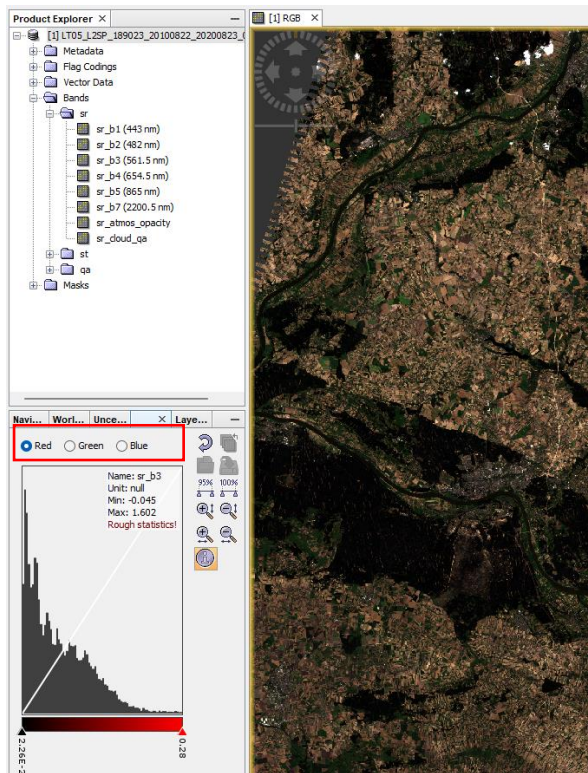 Product Explorer ×
[1] LT05_L2SP_189023_20100822_20200823_
Metadata
Flag Codings
Vector Data
Bands
sr
sr_b1 (443 nm)
sr_b2 (482 nm)
sr_b3 (561.5 nm)
sr_b4 (654.5 nm)
sr_b5 (865 nm)
sr_b7 (2200.5 nm)
sr_atmos_opacity
sr_cloud_qa
st
qa
Masks
[1] RGB ×
Navi... Worl... Unce... × Laye...
Red Green Blue
95% 100%
Name: sr_b3
Unit: null
Min: -0.045
Max: 1.602
Rough statistics!
2.26E-
0.28